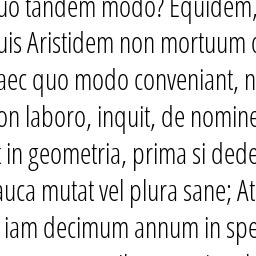 uo tandem modo? Equidem,
uis Aristidem non mortuum
aec quo modo conveniant, n
on laboro, inquit, de nomine
in geometria, prima si dede
auca mutat vel plura sane; At
iam decimum annum in spe